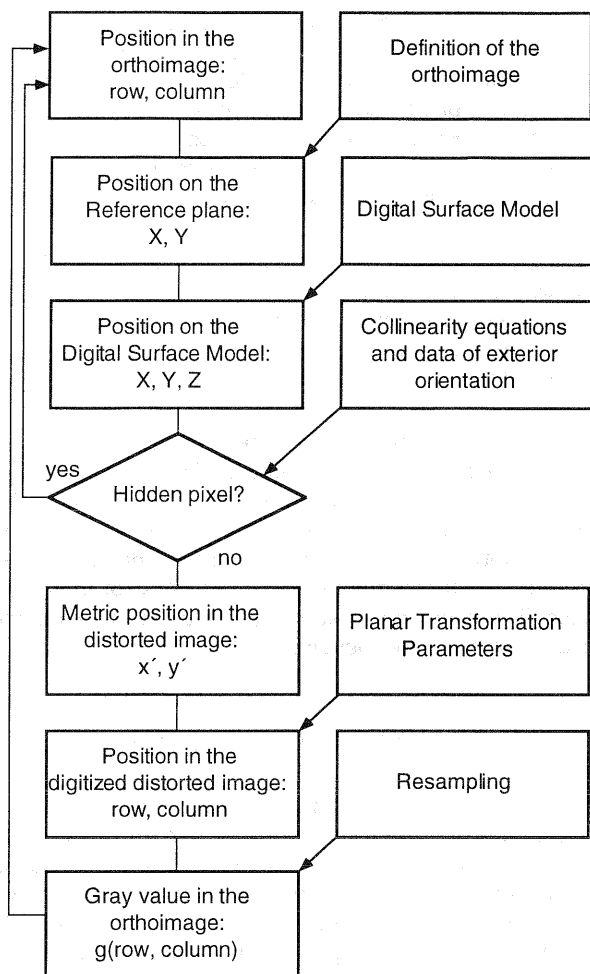 Position in the
orthoimage:
row, column
Definition of the
orthoimage
Position on the
Reference plane:
X, Y
Digital Surface Model
Position on the
Digital Surface Model:
X, Y, Z
Collinearity equations
and data of exterior
orientation
yes
Hidden pixel?
no
Metric position in the
distorted image:
x´, y´
Planar Transformation
Parameters
Position in the
digitized distorted image:
row, column
Resampling
Gray value in the
orthoimage:
g(row, column)